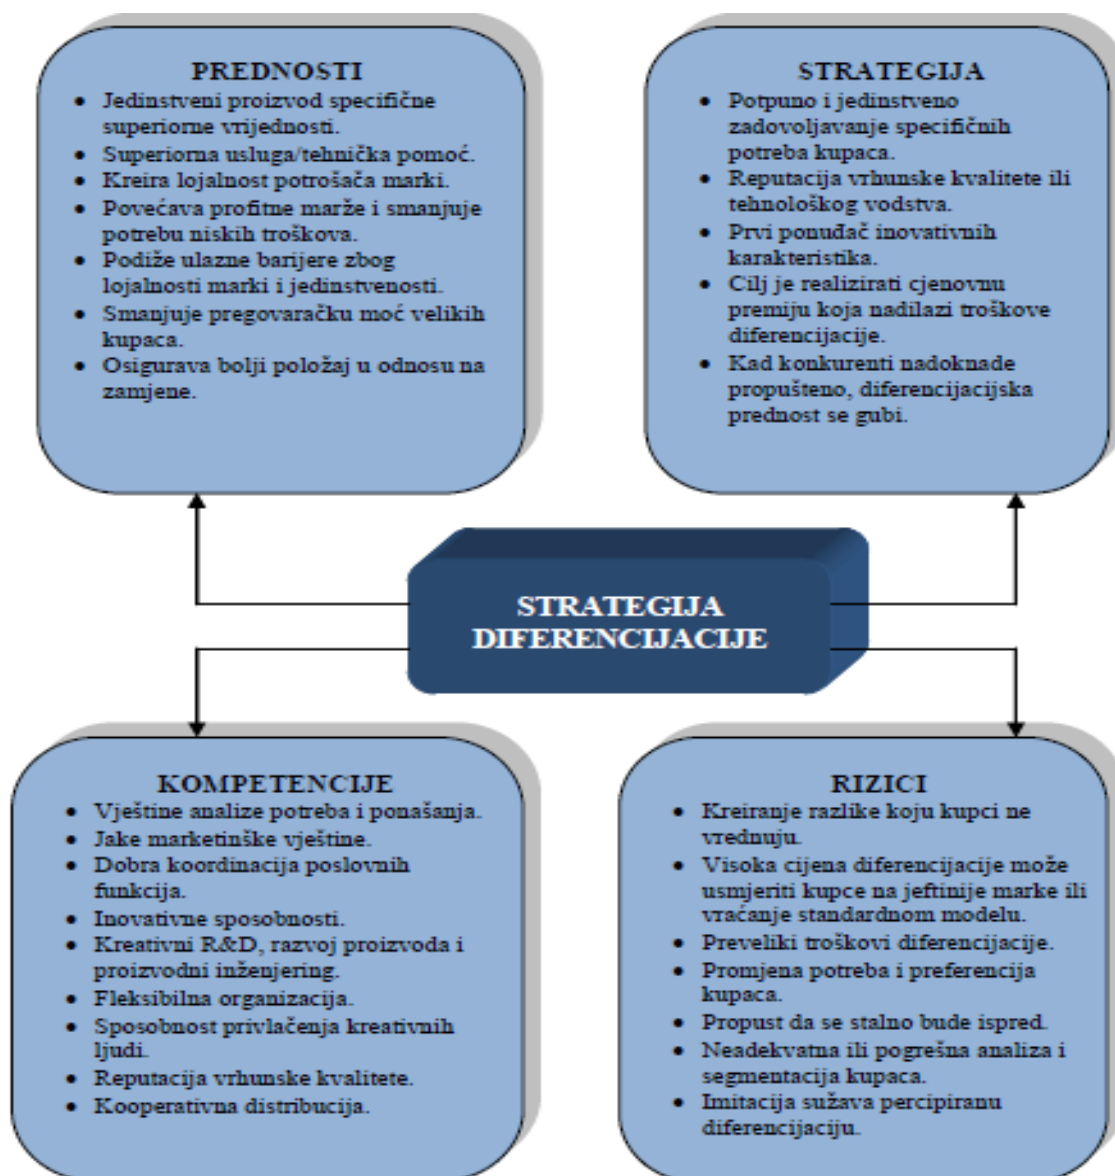 PREDNOSTI
• Jedinstveni proizvod specifične
superiorne vrijednosti.
• Superiorna usluga/tehnička pomoć.
• Kreira lojalnost potrošača marki.
• Povećava profitne marže i smanjuje
potrebu niskih troškova.
• Podiže ulazne barijere zbog
lojalnosti marki i jedinstvenosti.
• Smanjuje pregovaračku moć velikih
kupaca.
• Osigurava bolji položaj u odnosu na
zamjene.
STRATEGIJA
• Potpuno i jedinstveno
zadovoljavanje specifičnih
potreba kupaca.
• Reputacija vrhunske kvalitete ili
tehnološkog vodstva.
• Prvi ponuđač inovativnih
karakteristika.
• Cilj je realizirati cjenovnu
premiju koja nadilazi troškove
diferencijacije.
• Kad konkurenti nadoknade
propušteno, diferencijacijska
prednost se gubi.
STRATEGIJA
DIFERENCIJACIJE
KOMPETENCIJE
• Vještine analize potreba i ponašanja.
• Jake marketinške vještine.
• Dobra koordinacija poslovnih
funkcija.
• Inovativne sposobnosti.
• Kreativni R&D, razvoj proizvoda i
proizvodni inženjering.
• Fleksibilna organizacija.
• Sposobnost privlačenja kreativnih
ljudi.
• Reputacija vrhunske kvalitete.
• Kooperativna distribucija.
RIZICI
• Kreiranje razlike koju kupci ne
vrednuju.
• Visoka cijena diferencijacije može
usmjeriti kupce na jeftinije marke ili
vraćanje standardnom modelu.
• Preveliki troškovi diferencijacije.
• Promjena potreba i preferencija
kupaca.
• Propust da se stalno bude ispred.
• Neadekvatna ili pogrešna analiza i
segmentacija kupaca.
• Imitacija sužava percipiranu
diferencijaciju.